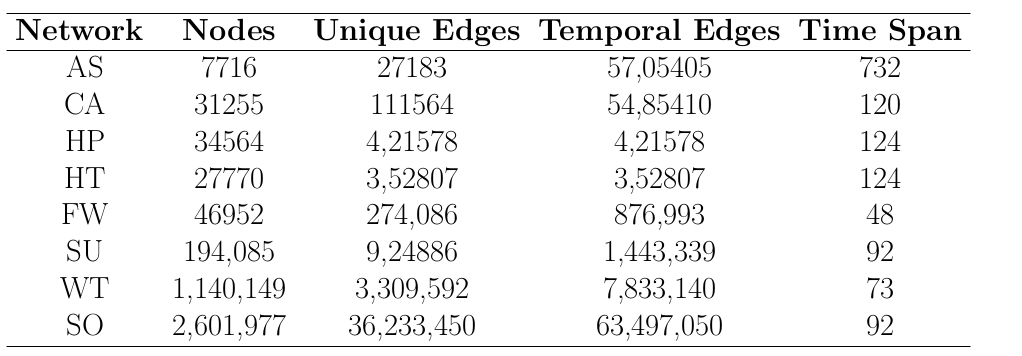 Network Nodes Unique Edges Temporal Edges Time Span
AS 7716 27183 57,05405 732
CA 31255 111564 54,85410 120
HP 34564 4,21578 4,21578 124
HT 27770 3,52807 3,52807 124
FW 46952 274,086 876,993 48
SU 194,085 9,24886 1,443,339 92
WT 1,140,149 3,309,592 7,833,140 73
SO 2,601,977 36,233,450 63,497,050 92